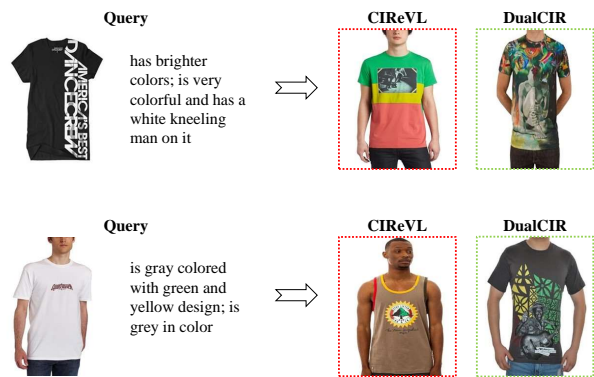 Query
CIReVL
DualCIR
AMERICA'S BEST
DANCE CREW
has brighter
colors; is very
colorful and has a
white kneeling
man on it
Query
CIReVL
DualCIR
is gray colored
with green and
yellow design; is
grey in color